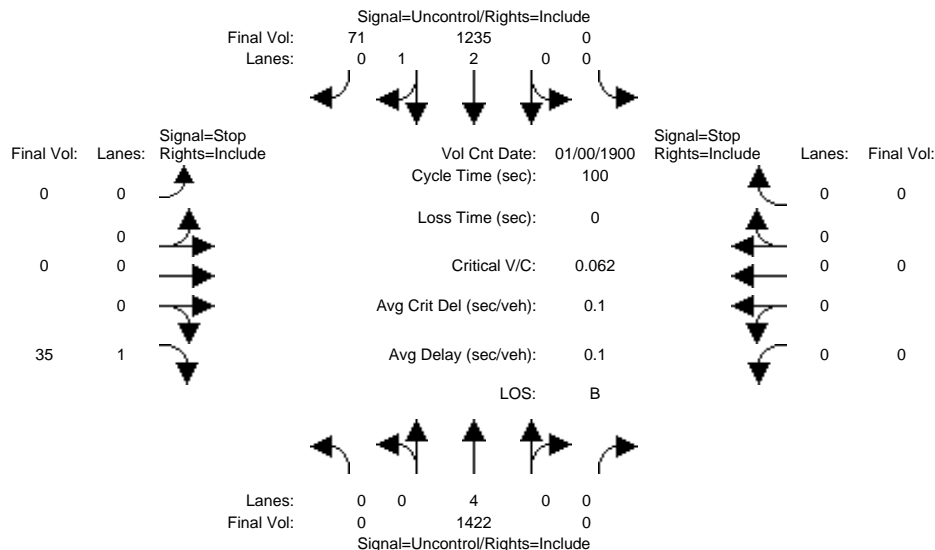 Signal=Uncontrol/Rights=Include
Final Vol: 71 1235 0
Lanes: 0 1 2 0 0
Signal=Stop
Final Vol: Lanes: Rights=Include
Vol Cnt Date: 01/00/1900
Signal=Stop
Rights=Include Lanes: Final Vol:
Cycle Time (sec): 100
0 0
0 0
Loss Time (sec): 0
0
0
0 0
Critical V/C: 0.062
0 0
0
Avg Crit Del (sec/veh): 0.1
0
35 1
Avg Delay (sec/veh): 0.1
0 0
LOS: B
Lanes: 0 0 4 0 0
Final Vol: 0 1422 0
Signal=Uncontrol/Rights=Include